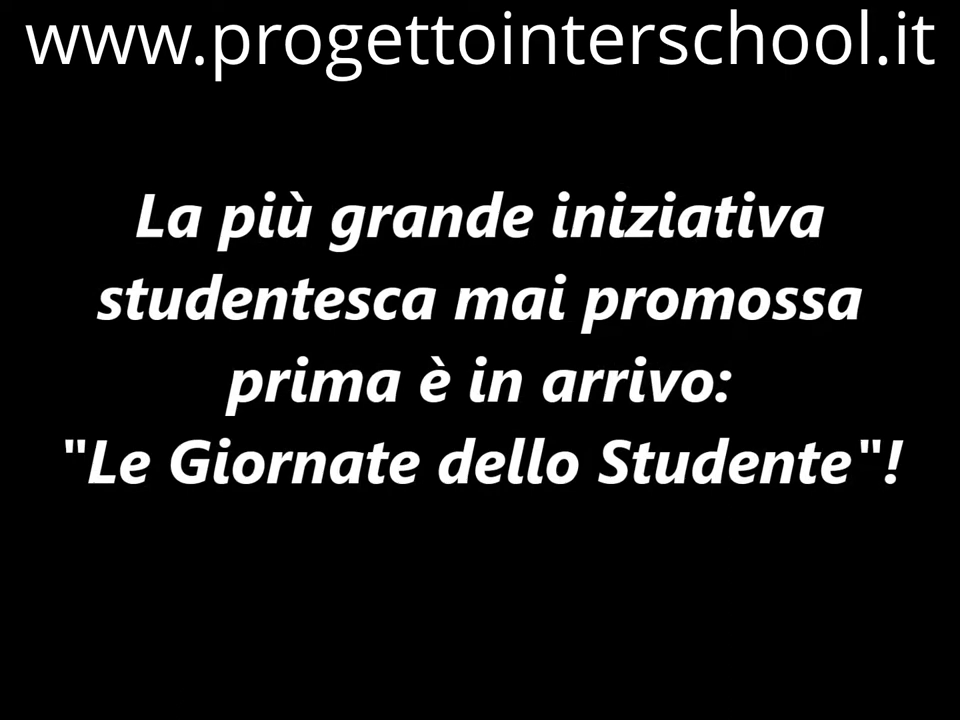 www.progettointerschool.it
La più grande iniziativa
studentesca mai promossa
prima è in arrivo:
"Le Giornate dello Studente"!